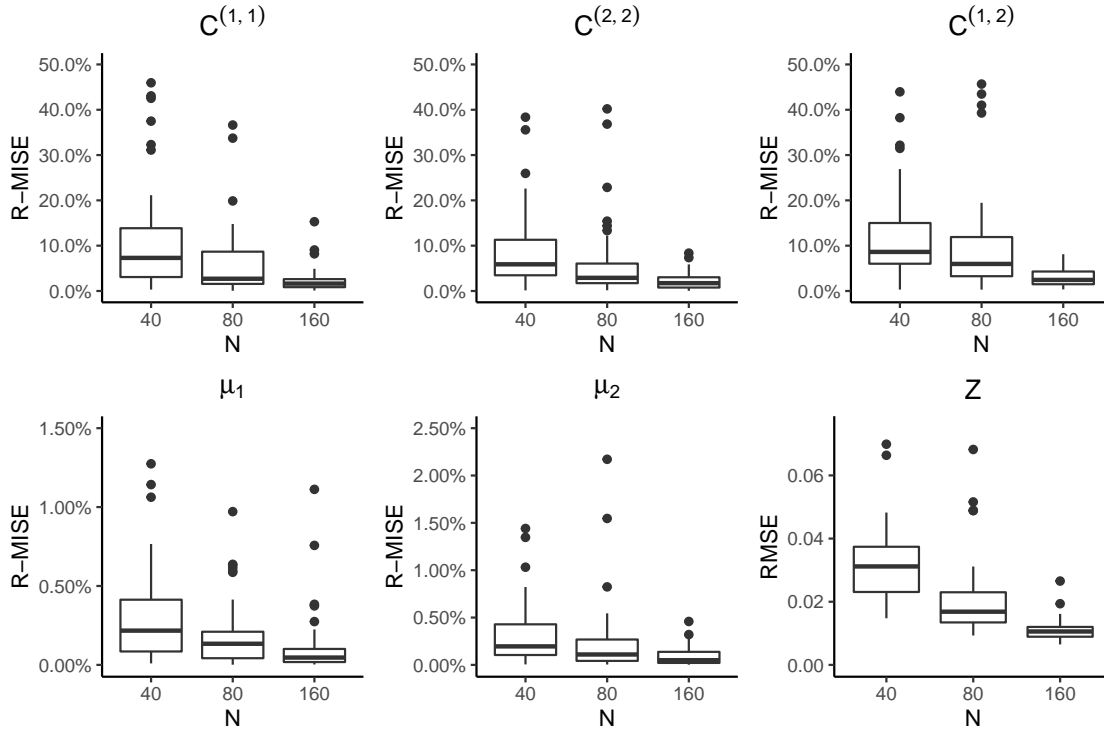 C(1, 1)
50.0%
40.0%
30.0%
20.0%
10.0%
0.0%
R−MISE
40 80 160
N
C(2, 2)
50.0%
40.0%
30.0%
20.0%
10.0%
0.0%
R−MISE
40 80 160
N
C(1, 2)
50.0%
40.0%
30.0%
20.0%
10.0%
0.0%
R−MISE
40 80 160
N
μ1
1.50%
1.00%
0.50%
0.00%
R−MISE
40 80 160
N
μ2
2.50%
2.00%
1.50%
1.00%
0.50%
0.00%
R−MISE
40 80 160
N
Z
0.06
0.04
0.02
0.00
RMSE
40 80 160
N